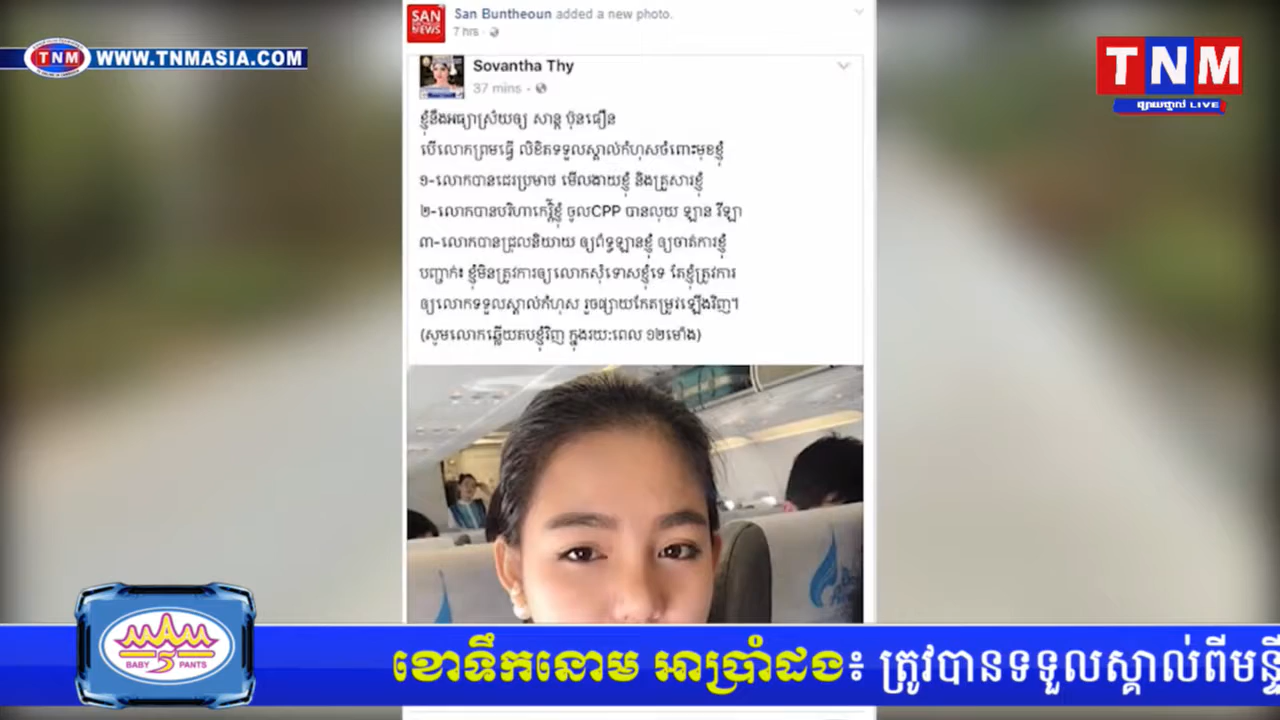 SAN NEWS
San Buntheoun added a new photo.
7 hrs
Sovantha Thy
37 mins
ខ្ញុំនឹងអធ្យាស្រ័យឲ្យ សាន្ត ប៊ុនធឿន
បើលោកព្រមធ្វើ លិខិតទទួលស្គាល់កំហុសចំពោះមុខខ្ញុំ
១-លោកបានជេរប្រមាថ មើលងាយខ្ញុំ និងគ្រួសារខ្ញុំ
២-លោកបានបរិហាកេរ្តិ៍ខ្ញុំ ចូលCPP បានលុយ ឡាន វីឡា
៣-លោកបានជ្រុលនិយាយ ឲ្យព័ទ្ធឡានខ្ញុំ ឲ្យចាត់ការខ្ញុំ
បញ្ជាក់៖ ខ្ញុំមិនត្រូវការឲ្យលោកសុំទោសខ្ញុំទេ តែខ្ញុំត្រូវការ
ឲ្យលោកទទួលស្គាល់កំហុស រួចផ្សាយកែតម្រូវឡើងវិញ។
(សូមលោកឆ្លើយតបខ្ញុំវិញ ក្នុងរយ:ពេល ១២ម៉ោង)
TNM
WWW.TNMASIA.COM
TNM
ផ្សាយផ្ទាល់ LIVE
BABY 5 PANTS
ខោទឹកនោម អាប្រាំដង៖ ត្រូវបានទទួលស្គាល់ពីមន្ទី